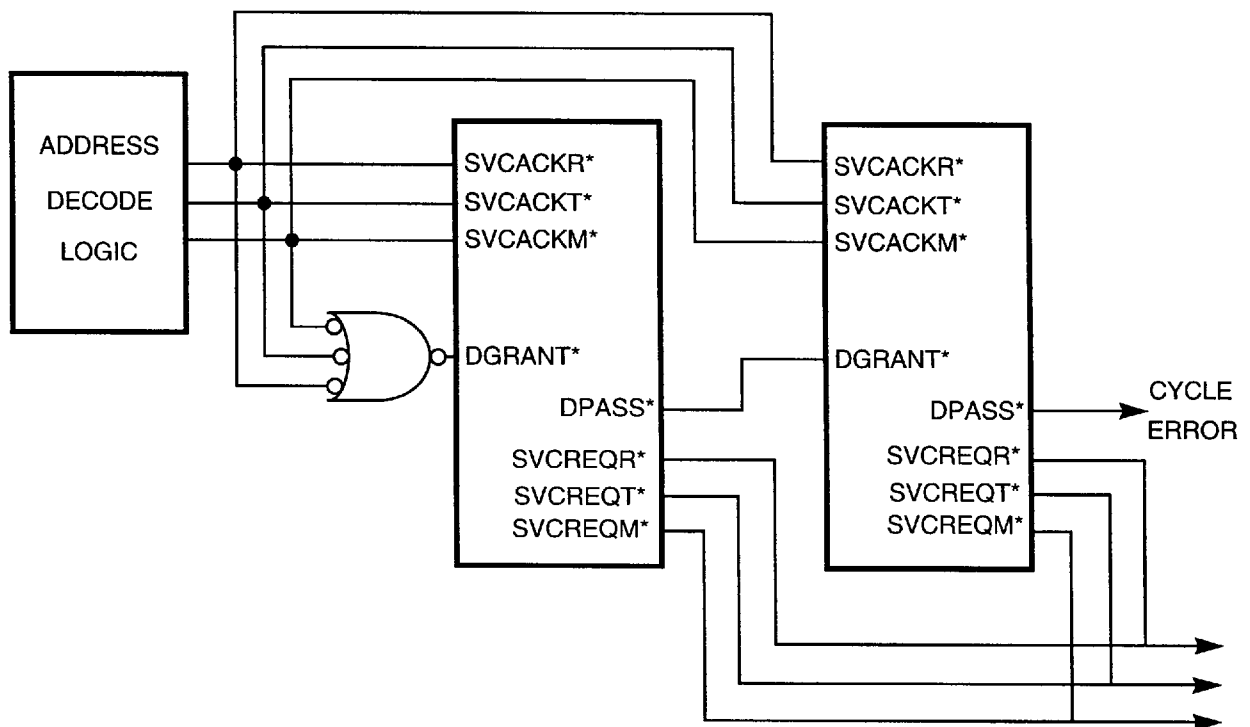 ADDRESS
DECODE
LOGIC
SVCACKR*
SVCACKT*
SVCACKM*
DGRANT*
DPASS*
SVCREQR*
SVCREQT*
SVCREQM*
SVCACKR*
SVCACKT*
SVCACKM*
DGRANT*
DPASS*
SVCREQR*
SVCREQT*
SVCREQM*
CYCLE
ERROR